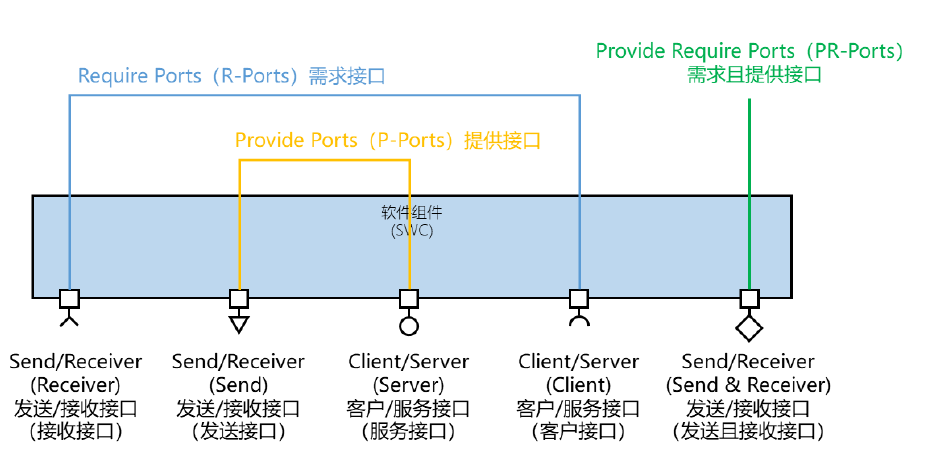 Provide Require Ports（PR-Ports）
需求且提供接口
Require Ports（R-Ports）需求接口
Provide Ports（P-Ports）提供接口
软件组件
(SWC)
Send/Receiver
(Receiver)
发送/接收接口
（接收接口）
Send/Receiver
(Send)
发送/接收接口
（发送接口）
Client/Server
(Server)
客户/服务接口
（服务接口）
Client/Server
(Client)
客户/服务接口
（客户接口）
Send/Receiver
(Send & Receiver)
发送/接收接口
（发送且接收接口）